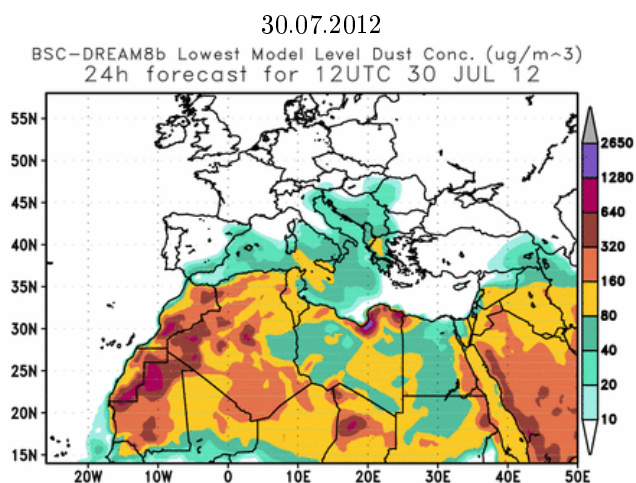 30.07.2012
BSC-DREAM8b Lowest Model Level Dust Conc. (ug/m^3)
24h forecast for 12UTC 30 JUL 12
55N
50N
45N
40N
35N
30N
25N
20N
15N
20W
10W
0
10E
20E
30E
40E
50E
2650
1280
640
320
160
80
40
20
10